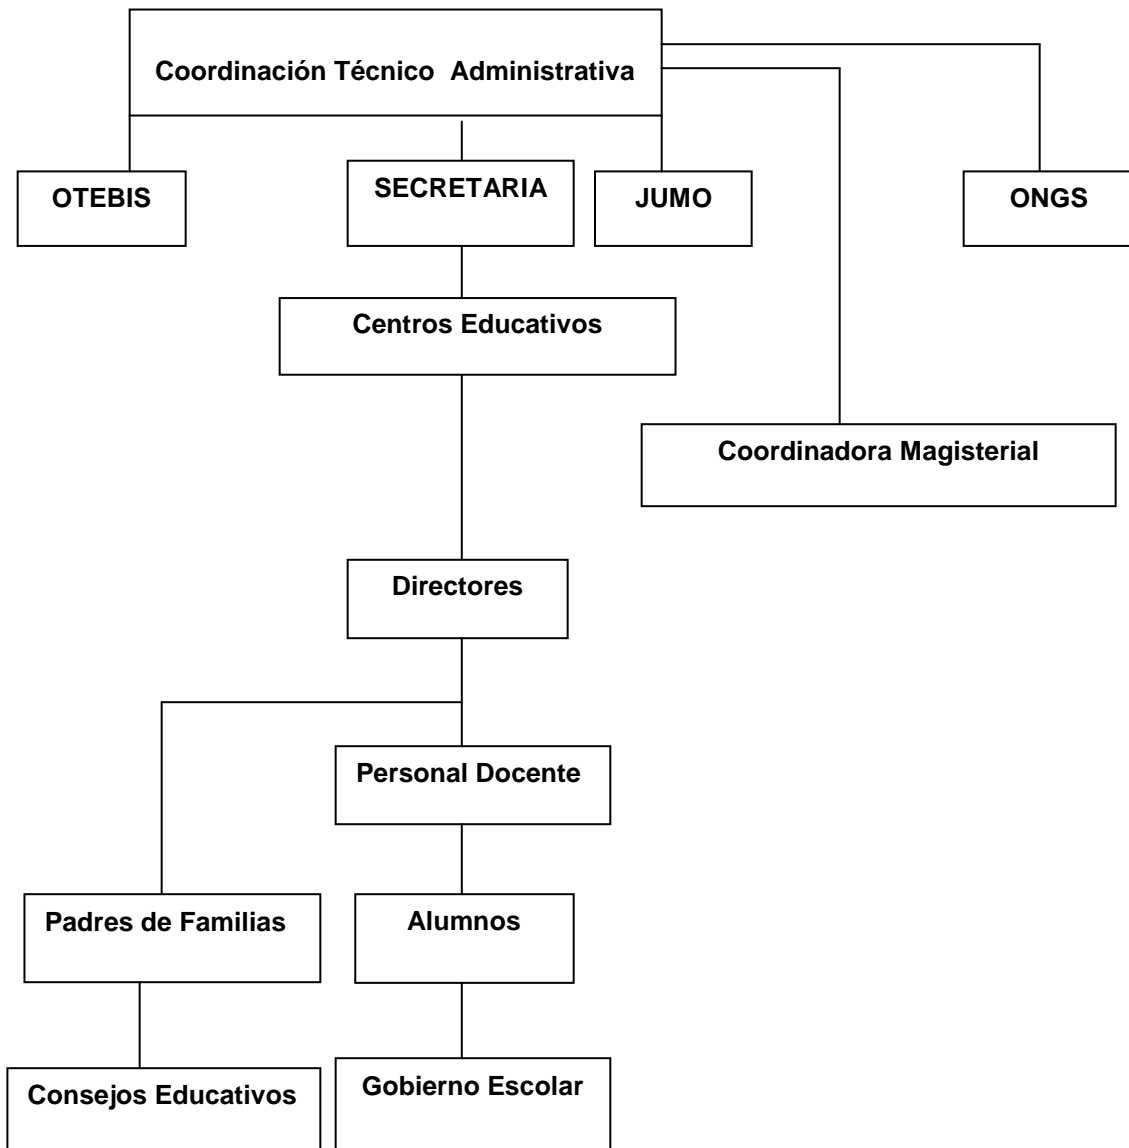 Coordinación Técnico  Administrativa
OTEBIS
SECRETARIA
JUMO
ONGS
Centros Educativos
Coordinadora Magisterial
Directores
Personal Docente
Padres de Familias
Alumnos
Consejos Educativos
Gobierno Escolar